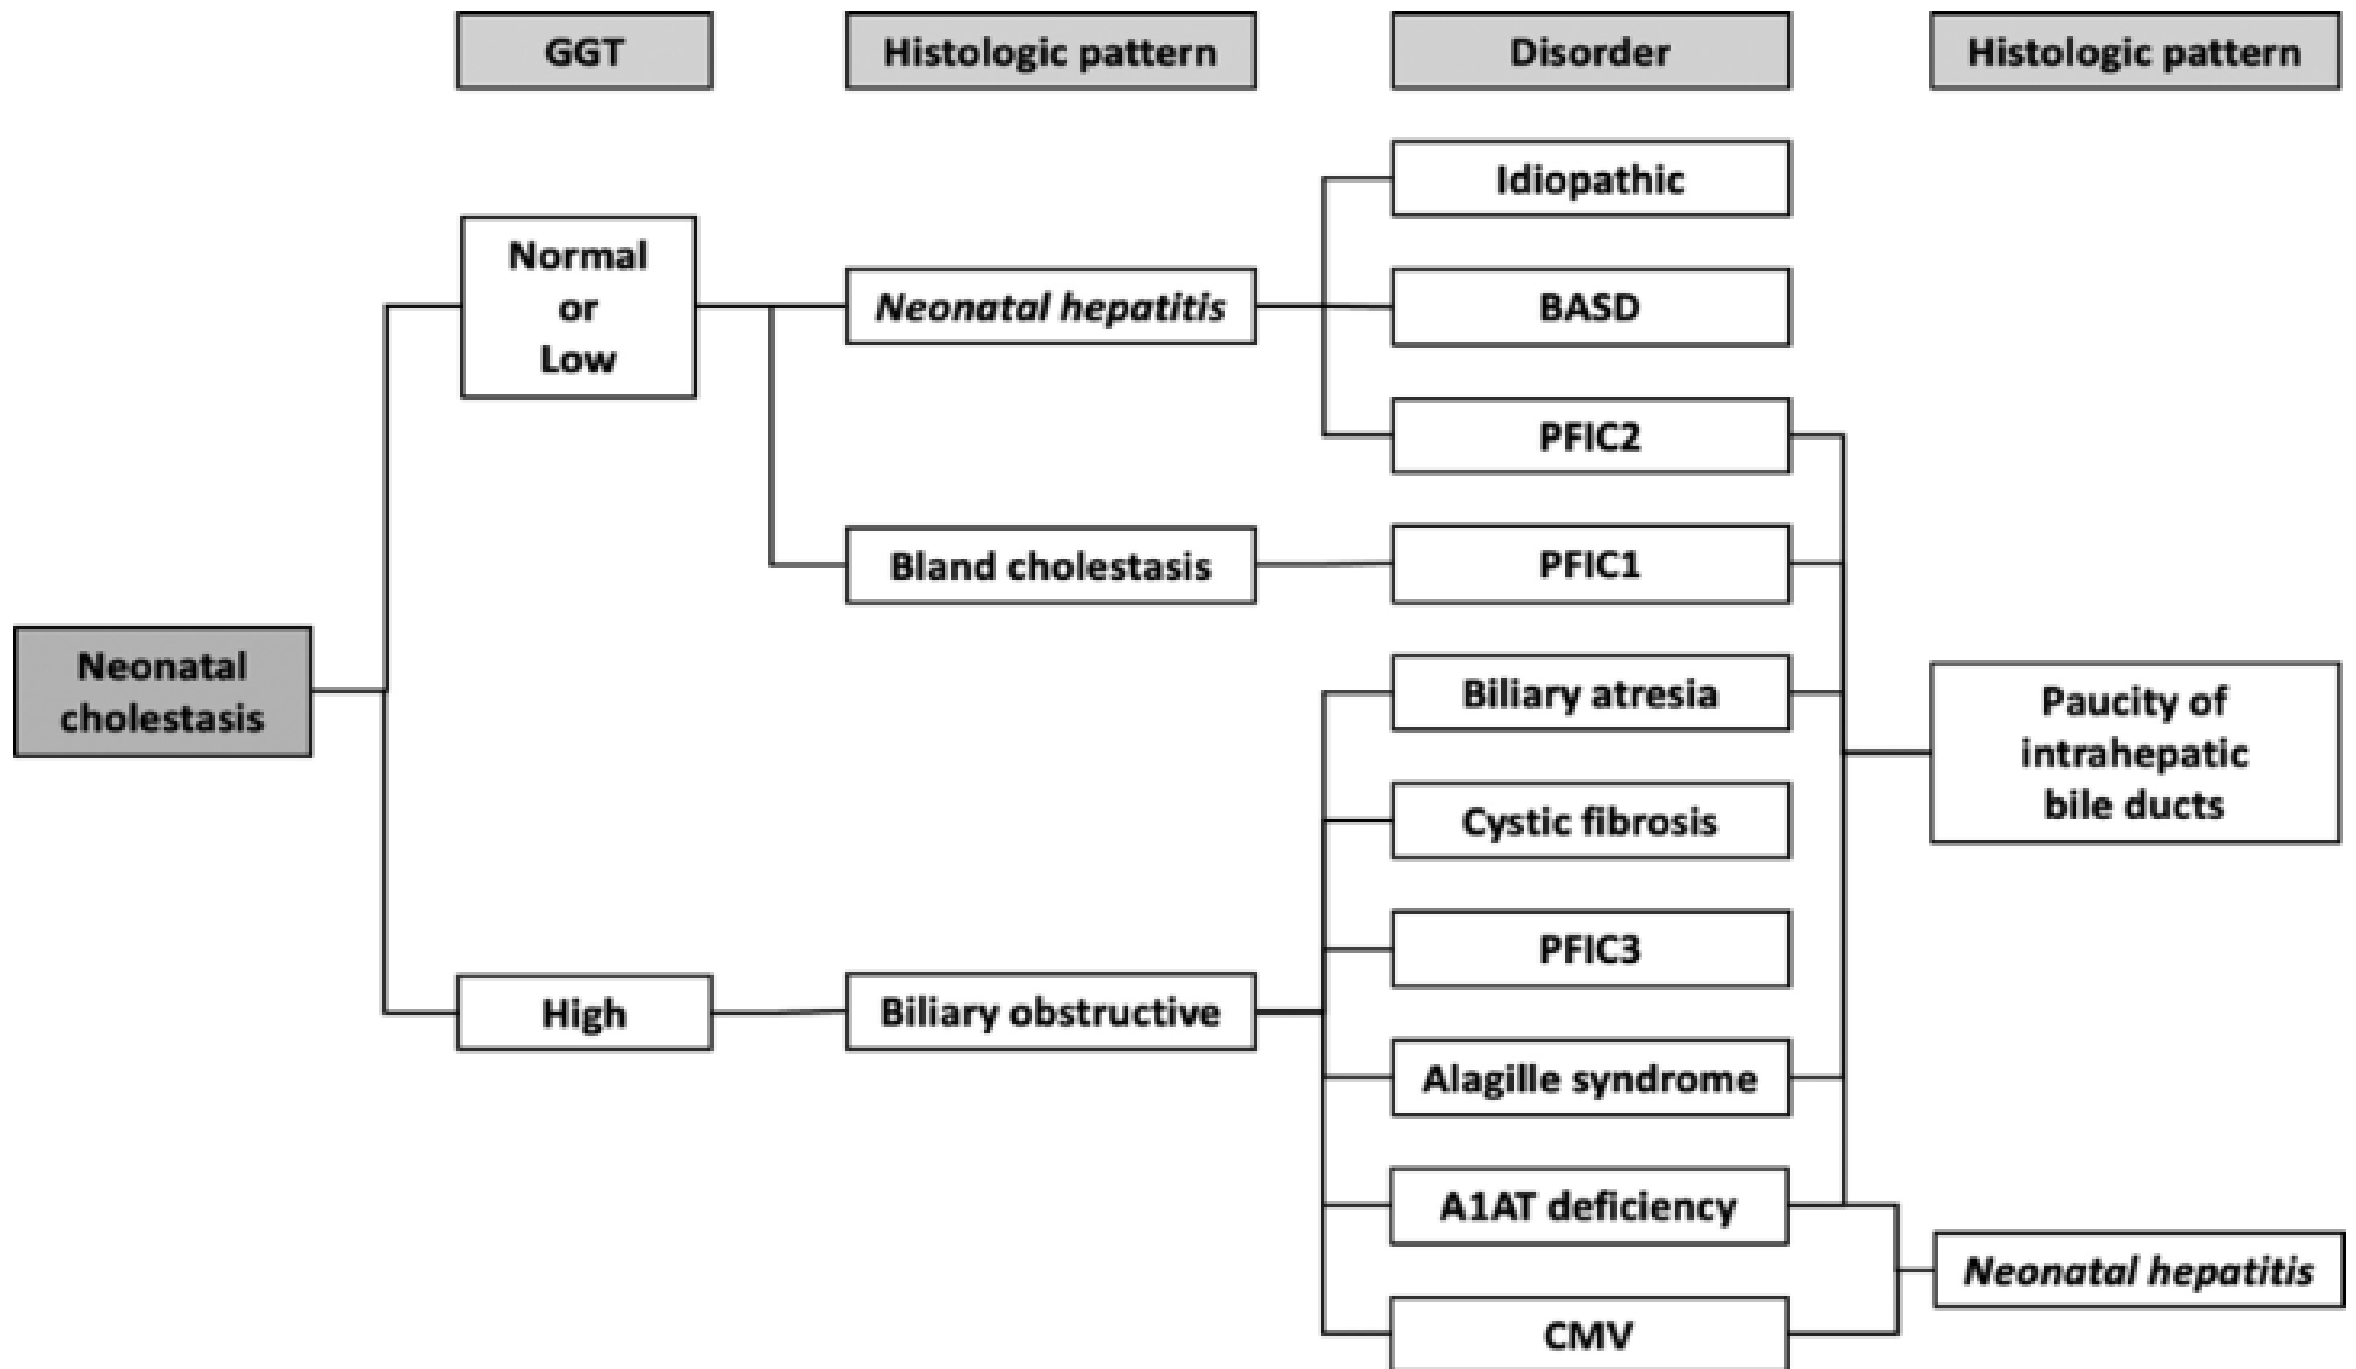 GGT
Histologic pattern
Disorder
Histologic pattern
Idiopathic
Normal
or
Low
Neonatal hepatitis
BASD
PFIC2
Bland cholestasis
PFIC1
Neonatal
cholestasis
Biliary atresia
Paucity of
intrahepatic
bile ducts
Cystic fibrosis
PFIC3
High
Biliary obstructive
Alagille syndrome
A1AT deficiency
Neonatal hepatitis
CMV